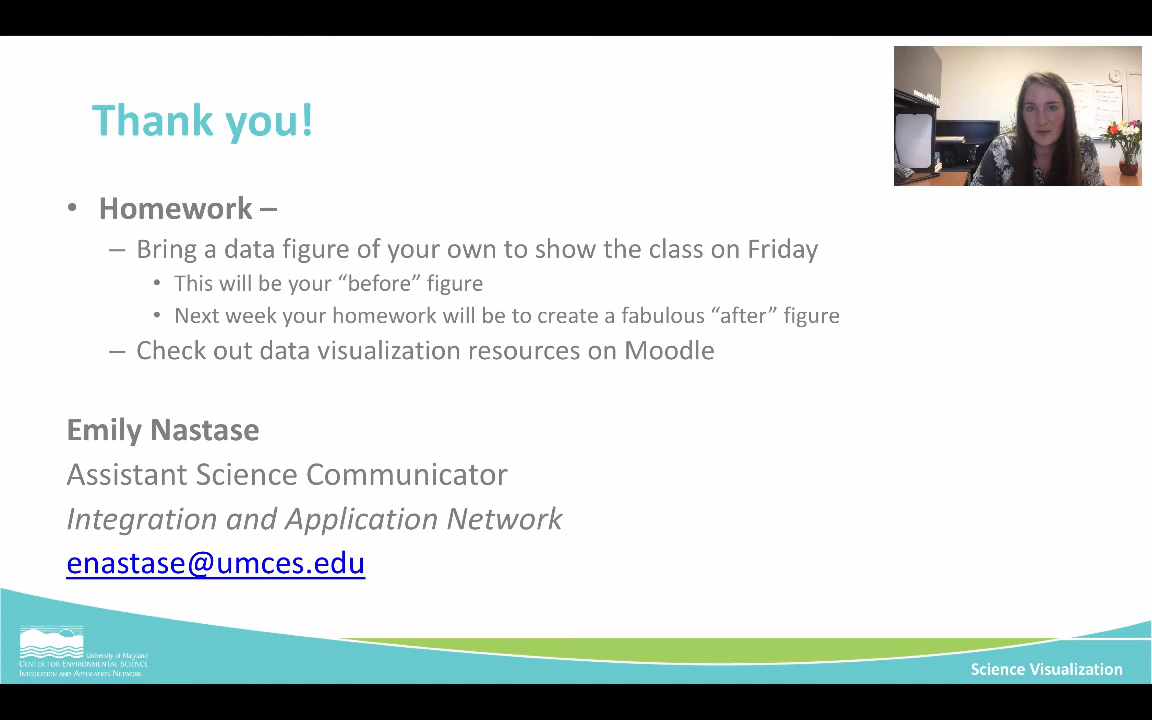 Thank you!
• Homework –
– Bring a data figure of your own to show the class on Friday
• This will be your “before” figure
• Next week your homework will be to create a fabulous “after” figure
– Check out data visualization resources on Moodle
Emily Nastase
Assistant Science Communicator
Integration and Application Network
enastase@umces.edu
University of Maryland
CENTER FOR ENVIRONMENTAL SCIENCE
INTEGRATION AND APPLICATION NETWORK
Science Visualization